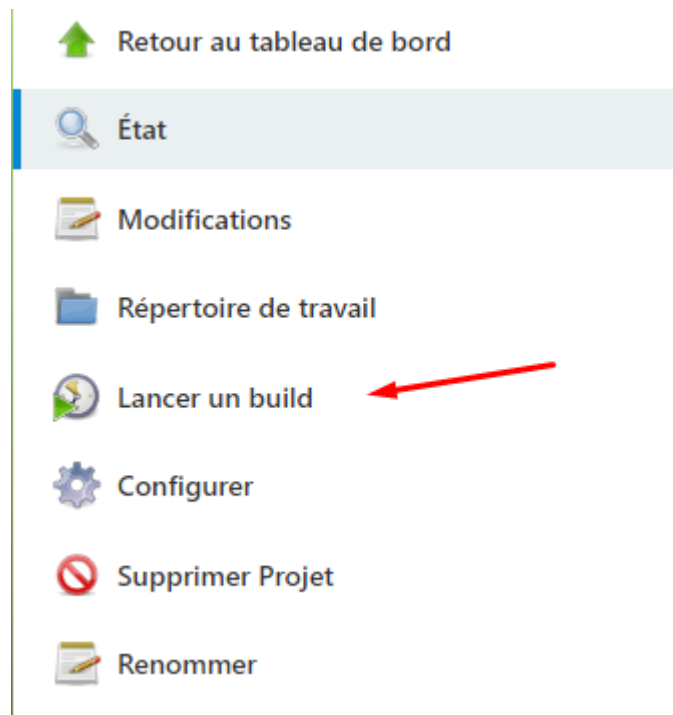 Retour au tableau de bord
État
Modifications
Répertoire de travail
Lancer un build
Configurer
Supprimer Projet
Renommer